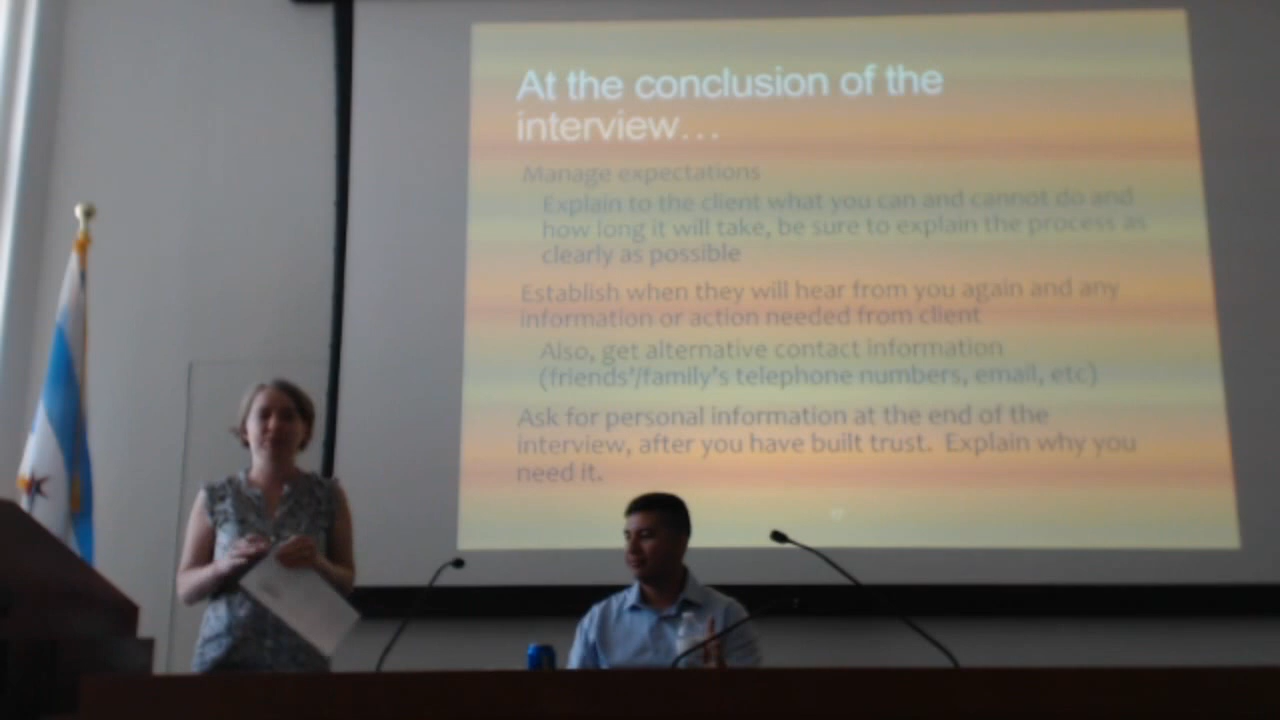 At the conclusion of the
interview…
Manage expectations
Explain to the client what you can and cannot do and
how long it will take, be sure to explain the process as
clearly as possible
Establish when they will hear from you again and any
information or action needed from client
Also, get alternative contact information
(friends'/family's telephone numbers, email, etc)
Ask for personal information at the end of the
interview, after you have built trust.  Explain why you
need it.